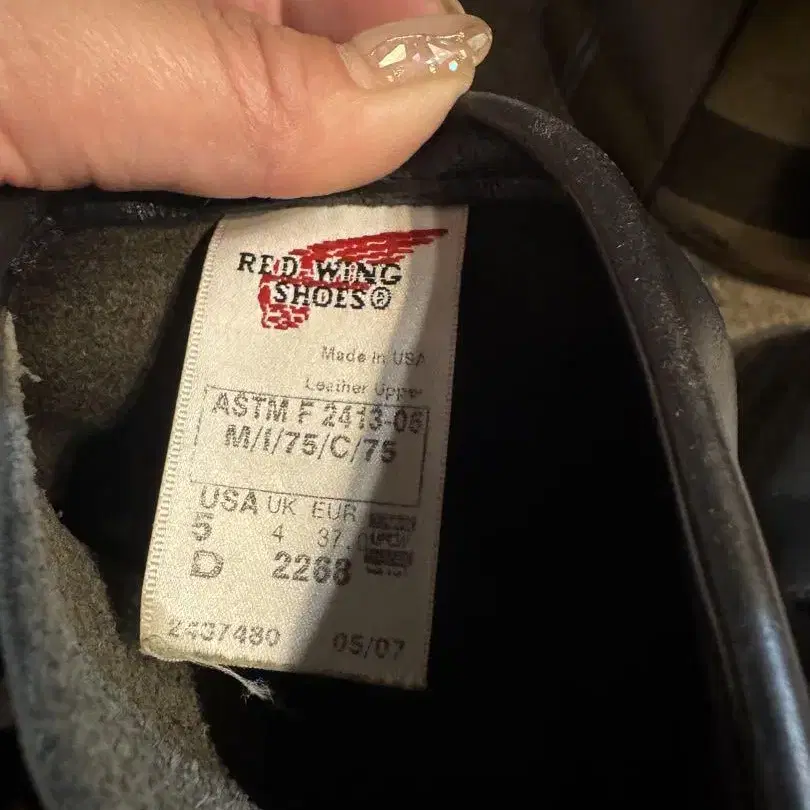 RED WING
SHOES®
Made in USA
Leather Upper
ASTM F 2413-05
M/I/75/C/75
USA UK EUR
5 4 37.
D 2268
2437480 05/07